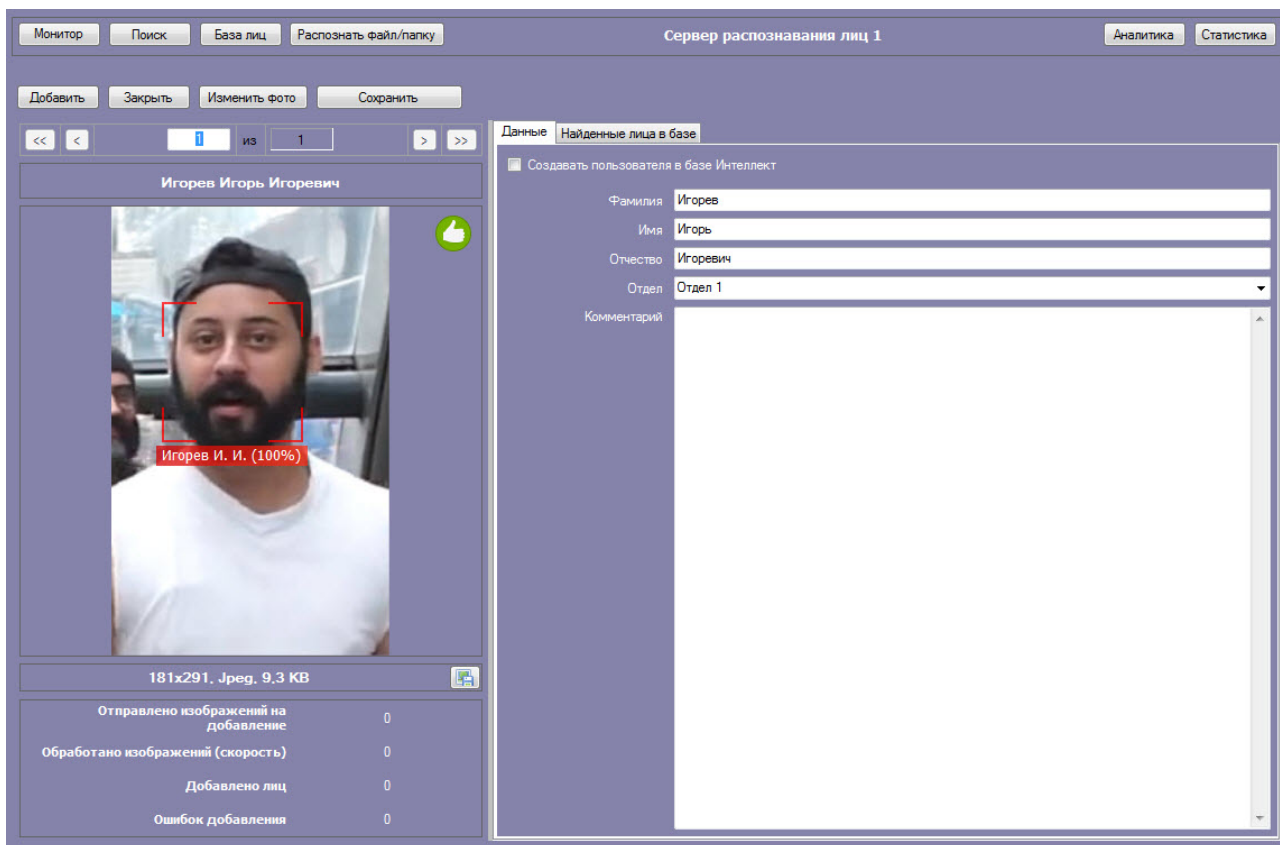 Монитор Поиск База лиц Распознать файл/папку Сервер распознавания лиц 1 Аналитика Статистика
Добавить Закрыть Изменить фото Сохранить
<< < 1 из 1 > >>
Игорев Игорь Игоревич
Игорев И. И. (100%)
181x291, Jpeg, 9,3 KB
Отправлено изображений на
добавление 0
Обработано изображений (скорость) 0
Добавлено лиц 0
Ошибок добавления 0
Данные Найденные лица в базе
Создавать пользователя в базе Интеллект
Фамилия Игорев
Имя Игорь
Отчество Игоревич
Отдел Отдел 1
Комментарий